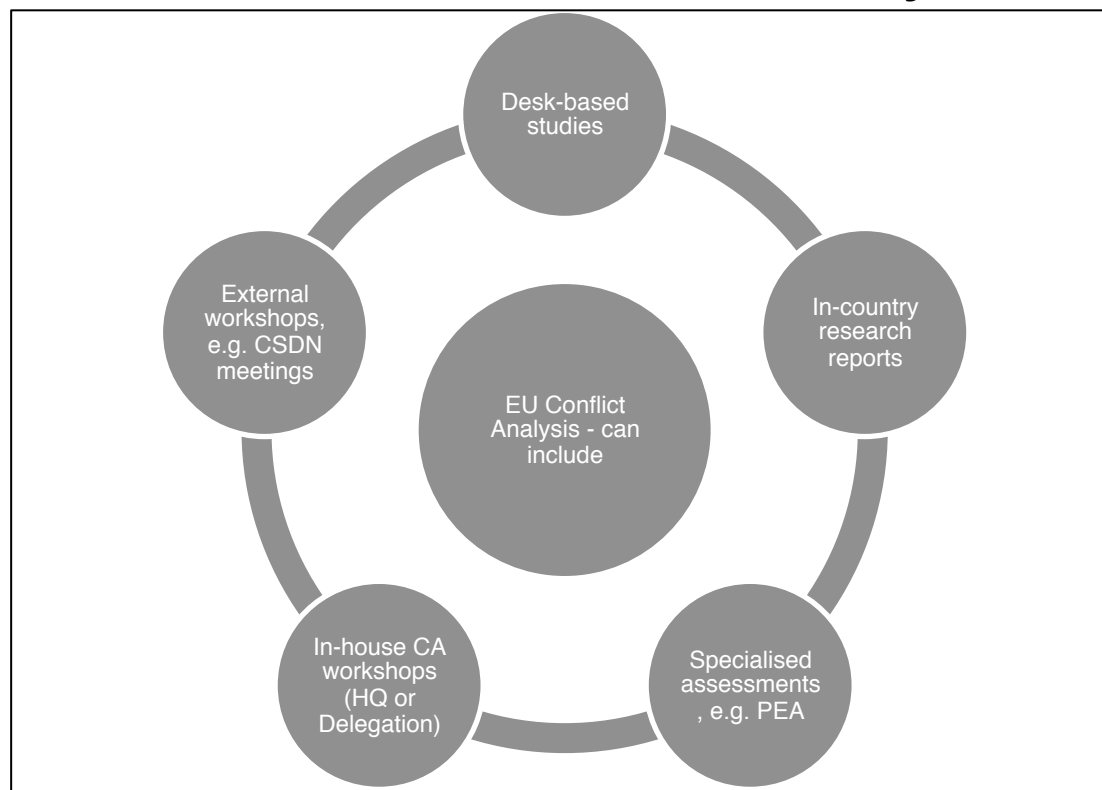 Desk-based
studies
In-country
research
reports
Specialised
assessments
, e.g. PEA
In-house CA
workshops
(HQ or
Delegation)
External
workshops,
e.g. CSDN
meetings
EU Conflict
Analysis - can
include